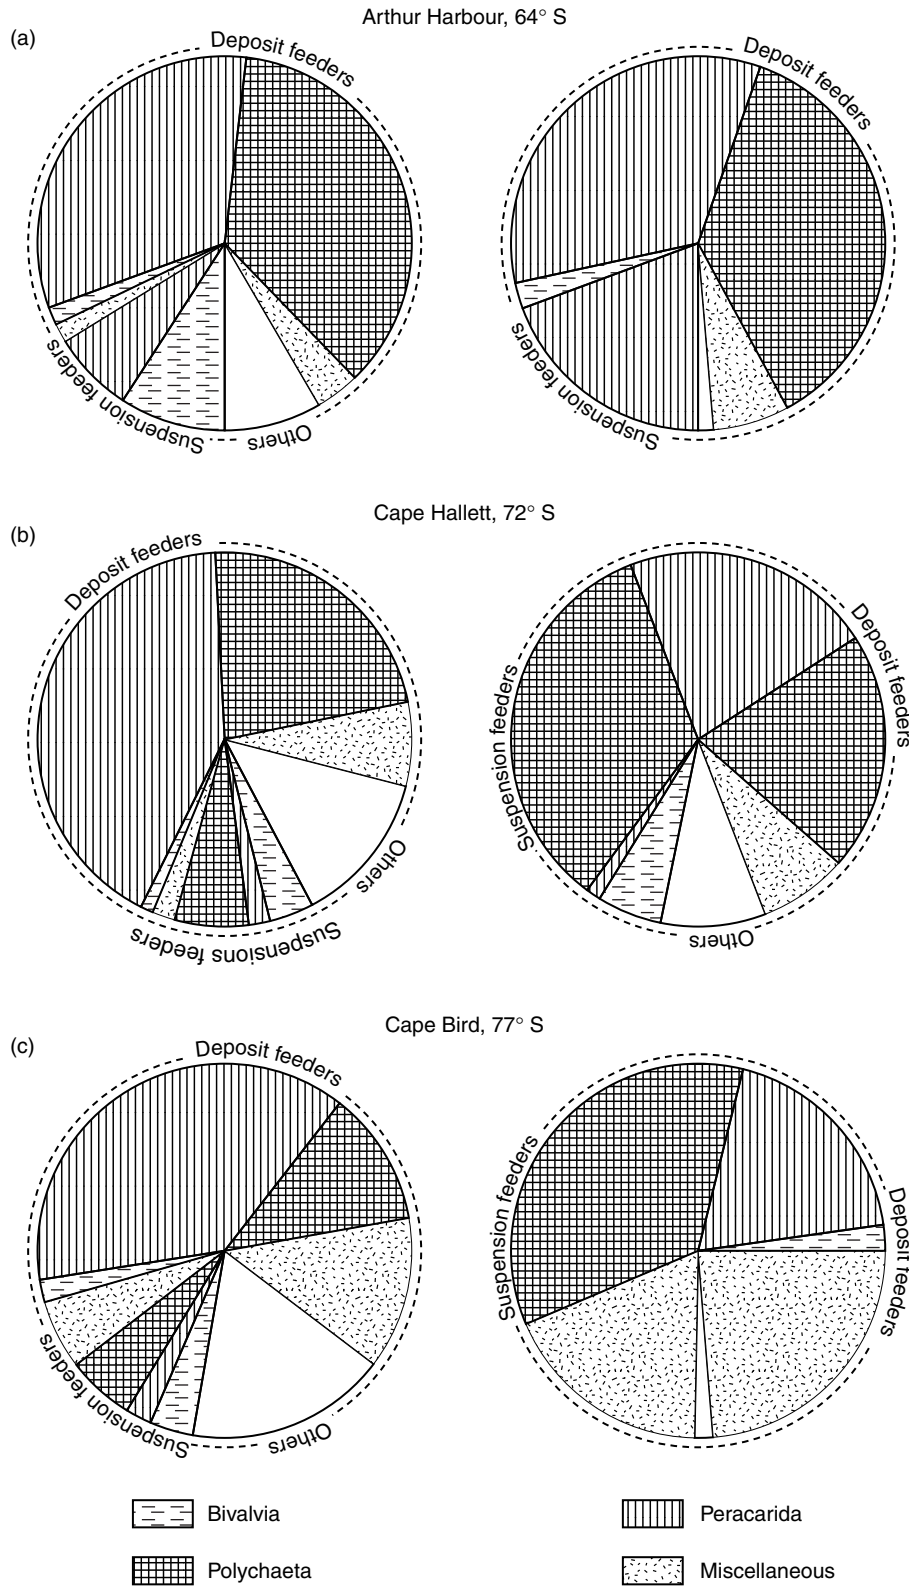 Arthur Harbour, 64° S
(a)
Deposit feeders
Suspension feeders
Others
Deposit feeders
Suspension feeders
Cape Hallett, 72° S
(b)
Deposit feeders
Suspensions feeders
Others
Deposit feeders
Suspension feeders
Others
Cape Bird, 77° S
(c)
Deposit feeders
Suspension feeders
Others
Suspension feeders
Deposit feeders
Bivalvia
Peracarida
Polychaeta
Miscellaneous